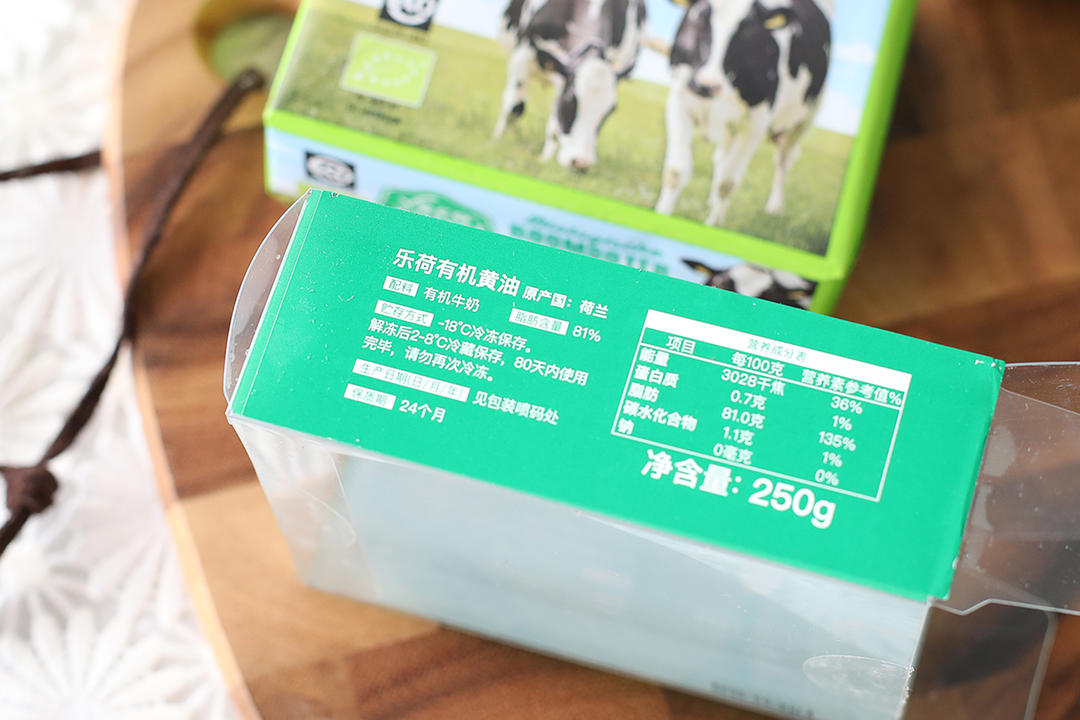 乐荷有机黄油 原产国：荷兰
配料 有机牛奶 脂肪含量 81%
贮存方式 -18°C冷冻保存。
解冻后2-8°C冷藏保存，80天内使用
完毕，请勿再次冷冻。
生产日期(日/月/年) 见包装喷码处
保质期 24个月
营养成分表
项目 每100克 营养素参考值%
能量 3028千焦 36%
蛋白质 0.7克 1%
脂肪 81.0克 135%
碳水化合物 1.1克 1%
钠 0毫克 0%
净含量: 250g